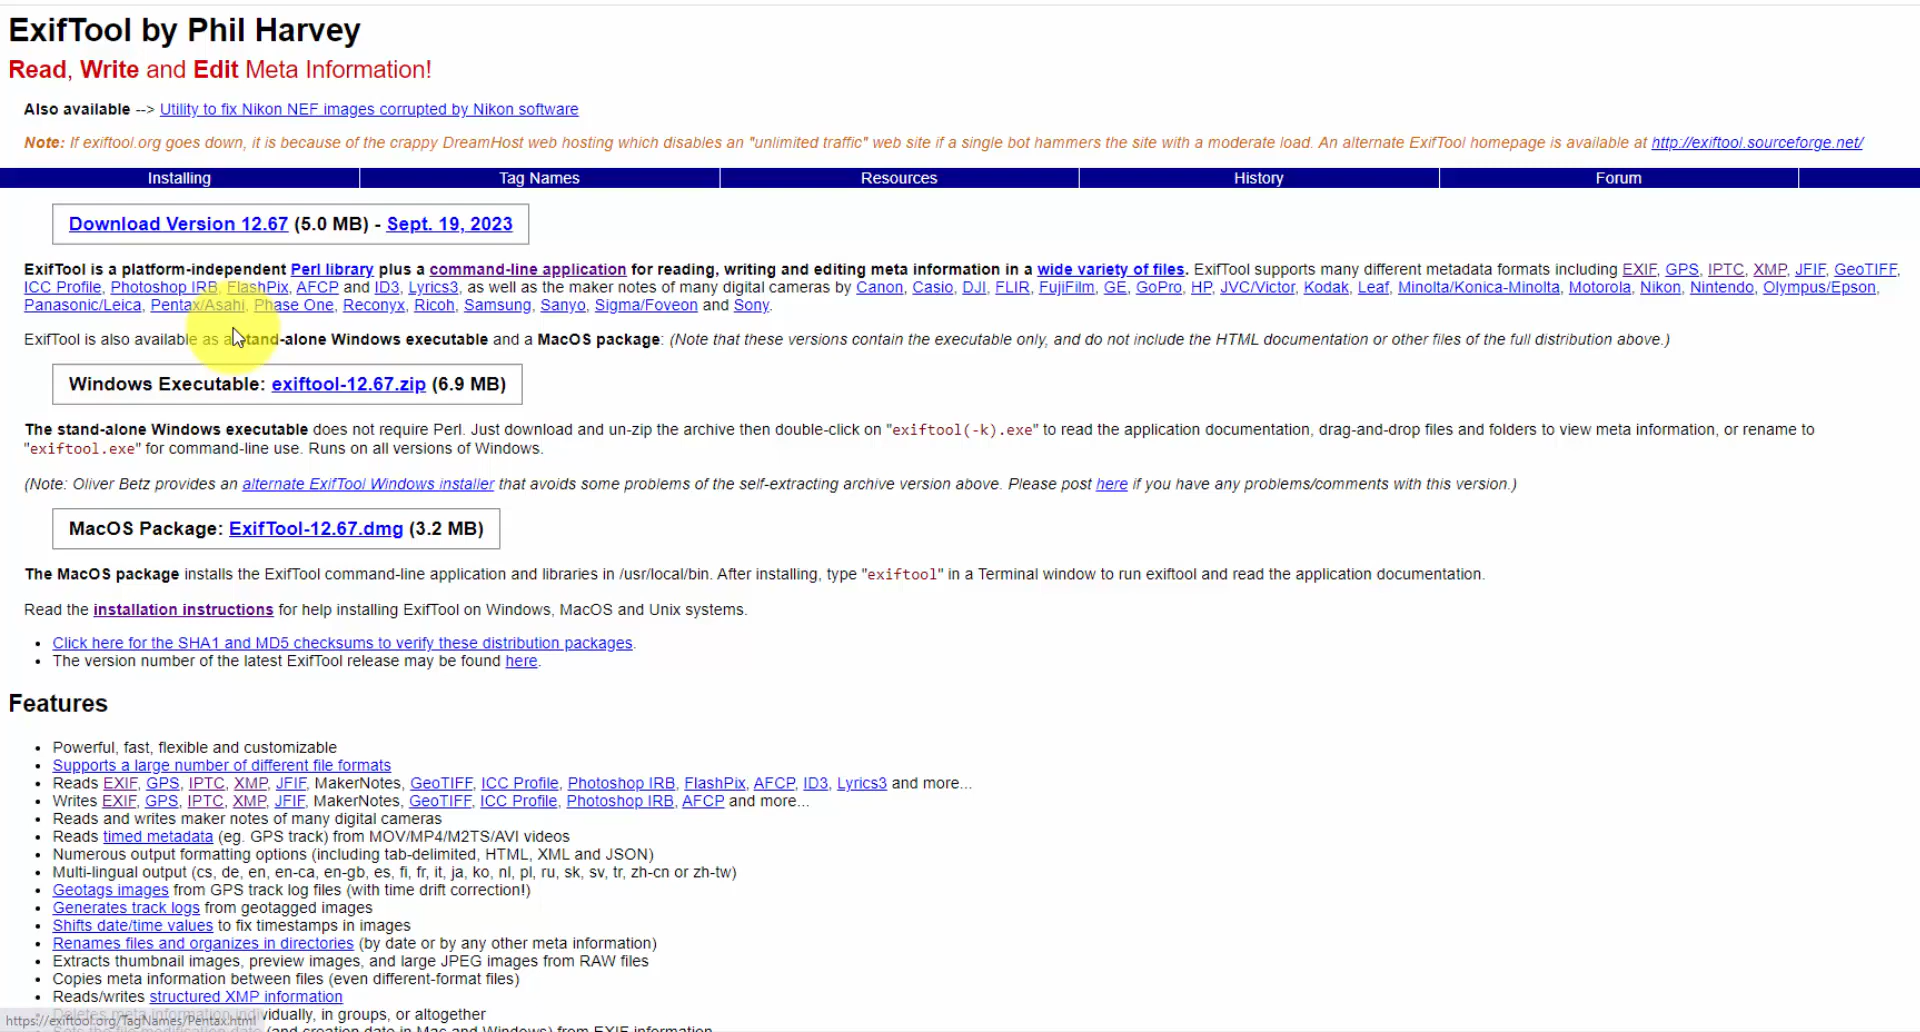 ExifTool by Phil Harvey
Read, Write and Edit Meta Information!
Also available --> Utility to fix Nikon NEF images corrupted by Nikon software
Note: If exiftool.org goes down, it is because of the crappy DreamHost web hosting which disables an "unlimited traffic" web site if a single bot hammers the site with a moderate load. An alternate ExifTool homepage is available at http://exiftool.sourceforge.net/
Installing Tag Names Resources History Forum
Download Version 12.67 (5.0 MB) - Sept. 19, 2023
ExifTool is a platform-independent Perl library plus a command-line application for reading, writing and editing meta information in a wide variety of files. ExifTool supports many different metadata formats including EXIF, GPS, IPTC, XMP, JFIF, GeoTIFF,
ICC Profile, Photoshop IRB, FlashPix, AFCP and ID3, Lyrics3, as well as the maker notes of many digital cameras by Canon, Casio, DJI, FLIR, FujiFilm, GE, GoPro, HP, JVC/Victor, Kodak, Leaf, Minolta/Konica-Minolta, Motorola, Nikon, Nintendo, Olympus/Epson,
Panasonic/Leica, Pentax/Asahi, Phase One, Reconyx, Ricoh, Samsung, Sanyo, Sigma/Foveon and Sony.
ExifTool is also available as a stand-alone Windows executable and a MacOS package: (Note that these versions contain the executable only, and do not include the HTML documentation or other files of the full distribution above.)
Windows Executable: exiftool-12.67.zip (6.9 MB)
The stand-alone Windows executable does not require Perl. Just download and un-zip the archive then double-click on "exiftool(-k).exe" to read the application documentation, drag-and-drop files and folders to view meta information, or rename to
"exiftool.exe" for command-line use. Runs on all versions of Windows.
(Note: Oliver Betz provides an alternate ExifTool Windows installer that avoids some problems of the self-extracting archive version above. Please post here if you have any problems/comments with this version.)
MacOS Package: ExifTool-12.67.dmg (3.2 MB)
The MacOS package installs the ExifTool command-line application and libraries in /usr/local/bin. After installing, type "exiftool" in a Terminal window to run exiftool and read the application documentation.
Read the installation instructions for help installing ExifTool on Windows, MacOS and Unix systems.
• Click here for the SHA1 and MD5 checksums to verify these distribution packages.
• The version number of the latest ExifTool release may be found here.
Features
• Powerful, fast, flexible and customizable
• Supports a large number of different file formats
• Reads EXIF, GPS, IPTC, XMP, JFIF, MakerNotes, GeoTIFF, ICC Profile, Photoshop IRB, FlashPix, AFCP, ID3, Lyrics3 and more...
• Writes EXIF, GPS, IPTC, XMP, JFIF, MakerNotes, GeoTIFF, ICC Profile, Photoshop IRB, AFCP and more...
• Reads and writes maker notes of many digital cameras
• Reads timed metadata (eg. GPS track) from MOV/MP4/M2TS/AVI videos
• Numerous output formatting options (including tab-delimited, HTML, XML and JSON)
• Multi-lingual output (cs, de, en, en-ca, en-gb, es, fi, fr, it, ja, ko, nl, pl, ru, sk, sv, tr, zh-cn or zh-tw)
• Geotags images from GPS track log files (with time drift correction!)
• Generates track logs from geotagged images
• Shifts date/time values to fix timestamps in images
• Renames files and organizes in directories (by date or by any other meta information)
• Extracts thumbnail images, preview images, and large JPEG images from RAW files
• Copies meta information between files (even different-format files)
• Reads/writes structured XMP information
Deletes meta information individually, in groups, or altogether
https://exiftool.org/TagNames/Pentax.html
(and creation date in Mac and Windows) from EXIF information